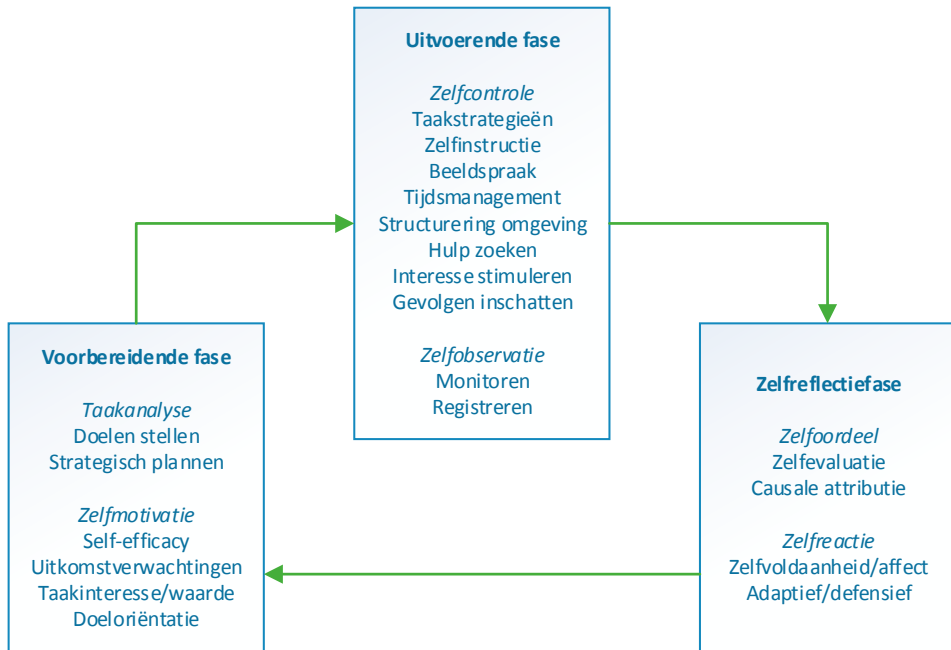 Uitvoerende fase
Zelfcontrole
Taakstrategieën
Zelfinstructie
Beeldspraak
Tijdsmanagement
Structurering omgeving
Hulp zoeken
Interesse stimuleren
Gevolgen inschatten
Zelfobservatie
Monitoren
Registreren
Voorbereidende fase
Taakanalyse
Doelen stellen
Strategisch plannen
Zelfmotivatie
Self-efficacy
Uitkomstverwachtingen
Taakinteresse/waarde
Doeloriëntatie
Zelfreflectiefase
Zelfoordeel
Zelfevaluatie
Causale attributie
Zelfreactie
Zelfvoldaanheid/affect
Adaptief/defensief